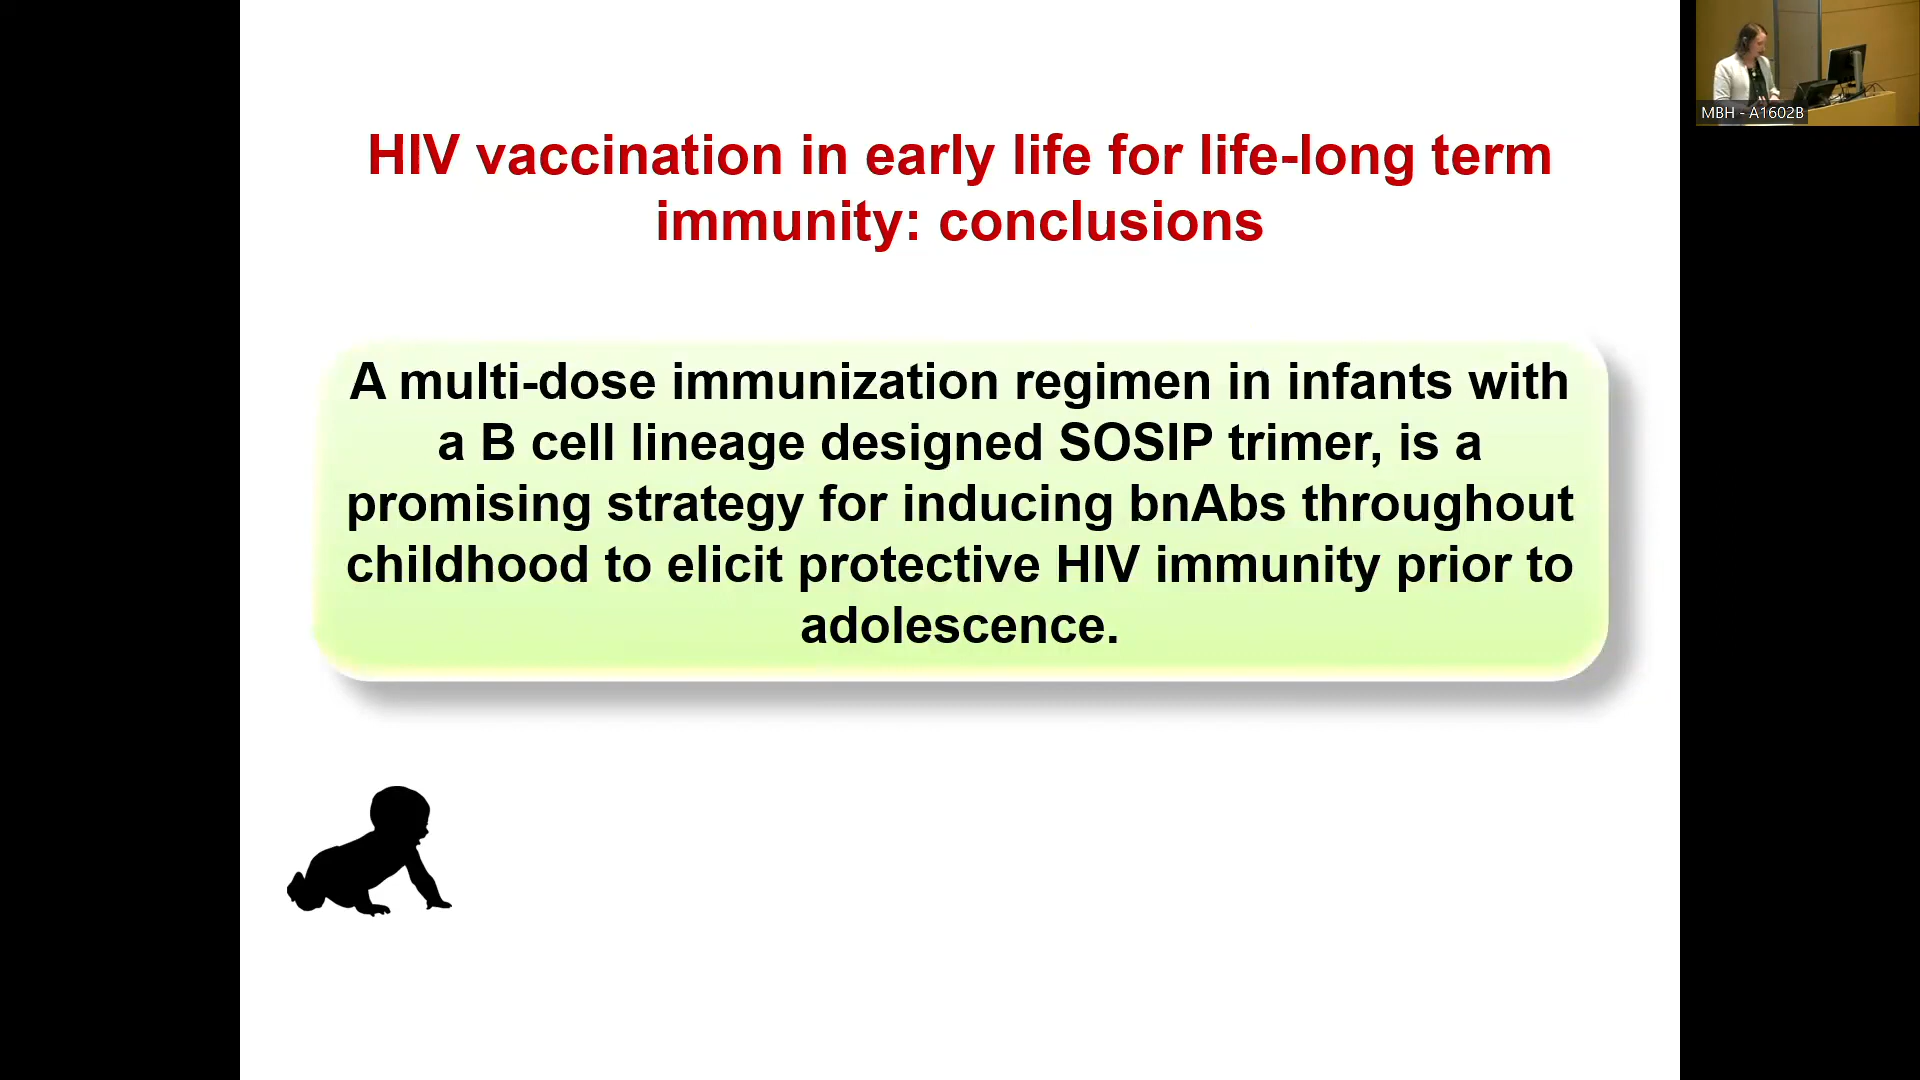 HIV vaccination in early life for life-long term
immunity: conclusions
A multi-dose immunization regimen in infants with
a B cell lineage designed SOSIP trimer, is a
promising strategy for inducing bnAbs throughout
childhood to elicit protective HIV immunity prior to
adolescence.
MBH - A1602B